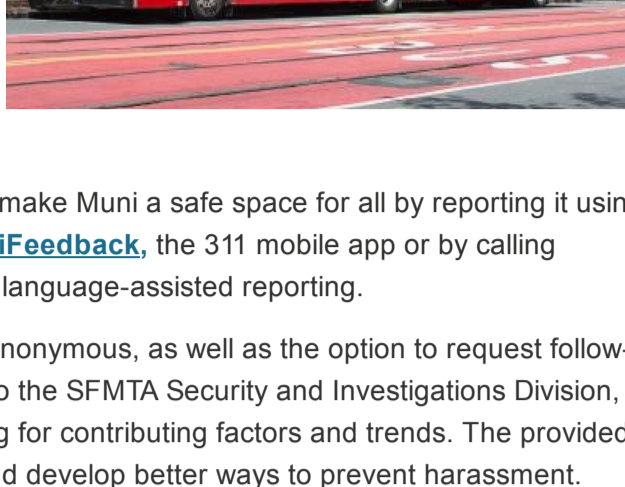 make Muni a safe space for all by reporting it usin
iFeedback, the 311 mobile app or by calling
language-assisted reporting.
nonymous, as well as the option to request follow-
o the SFMTA Security and Investigations Division,
g for contributing factors and trends. The provided
d develop better ways to prevent harassment.